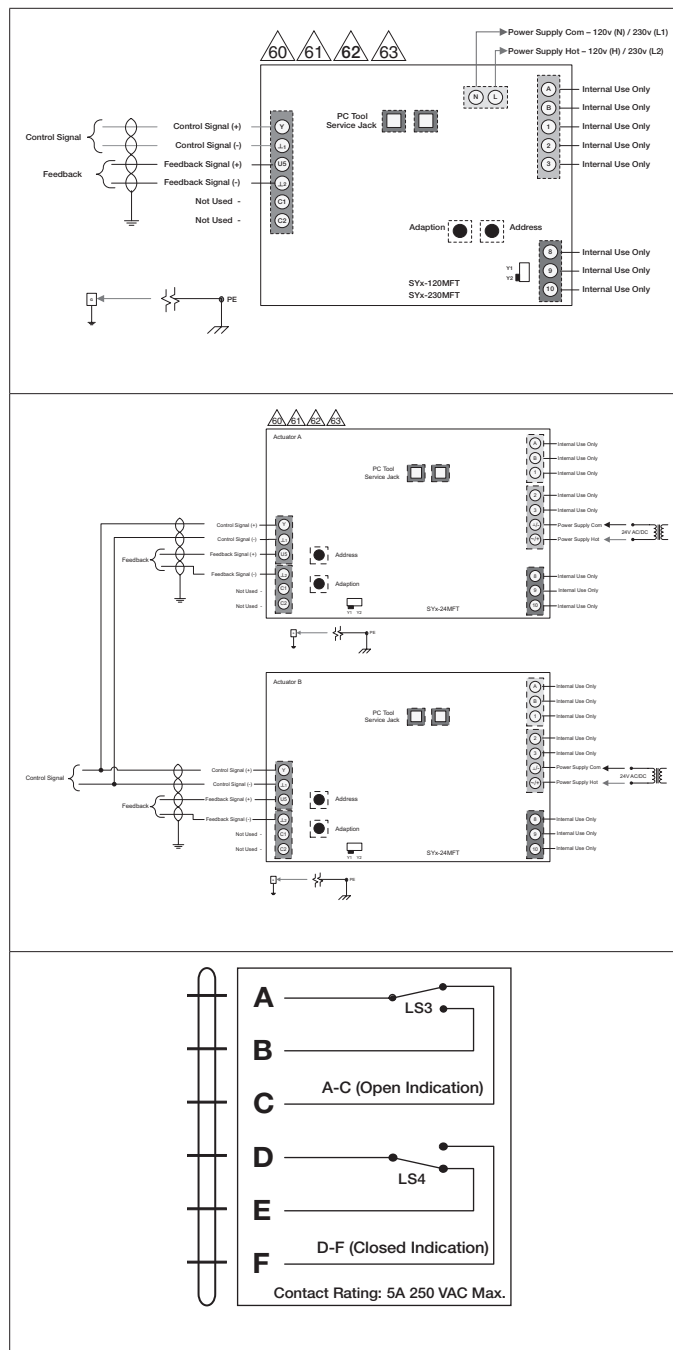 Power Supply Com – 120v (N) / 230v (L1)
Power Supply Hot – 120v (H) / 230v (L2)
60 61 62 63
N L
A Internal Use Only
B Internal Use Only
1 Internal Use Only
2 Internal Use Only
3 Internal Use Only
PC Tool
Service Jack
Control Signal
Control Signal (+) Y
Control Signal (-) ⊥1
Feedback
Feedback Signal (+) U5
Feedback Signal (-) ⊥2
Not Used - C1
Not Used - C2
Adaption Address
Y1
Y2
8 Internal Use Only
9 Internal Use Only
10 Internal Use Only
SYx-120MFT
SYx-230MFT
PE
60 61 62 63
Actuator A
A Internal Use Only
B Internal Use Only
1 Internal Use Only
PC Tool
Service Jack
2 Internal Use Only
3 Internal Use Only
Power Supply Com
24V AC/DC
Power Supply Hot
Control Signal (+) Y
Control Signal (-) ⊥1
Feedback
Feedback Signal (+) U5
Feedback Signal (-) ⊥2
Not Used - C1
Not Used - C2
Address
Adaption
Y1 Y2
SYx-24MFT
8 Internal Use Only
9 Internal Use Only
10 Internal Use Only
PE
Actuator B
A Internal Use Only
B Internal Use Only
1 Internal Use Only
PC Tool
Service Jack
2 Internal Use Only
3 Internal Use Only
Power Supply Com
24V AC/DC
Power Supply Hot
Control Signal
Control Signal (+) Y
Control Signal (-) ⊥1
Feedback
Feedback Signal (+) U5
Feedback Signal (-) ⊥2
Not Used - C1
Not Used - C2
Address
Adaption
Y1 Y2
SYx-24MFT
8 Internal Use Only
9 Internal Use Only
10 Internal Use Only
PE
A
LS3
B
A-C (Open Indication)
C
D
LS4
E
D-F (Closed Indication)
F
Contact Rating: 5A 250 VAC Max.